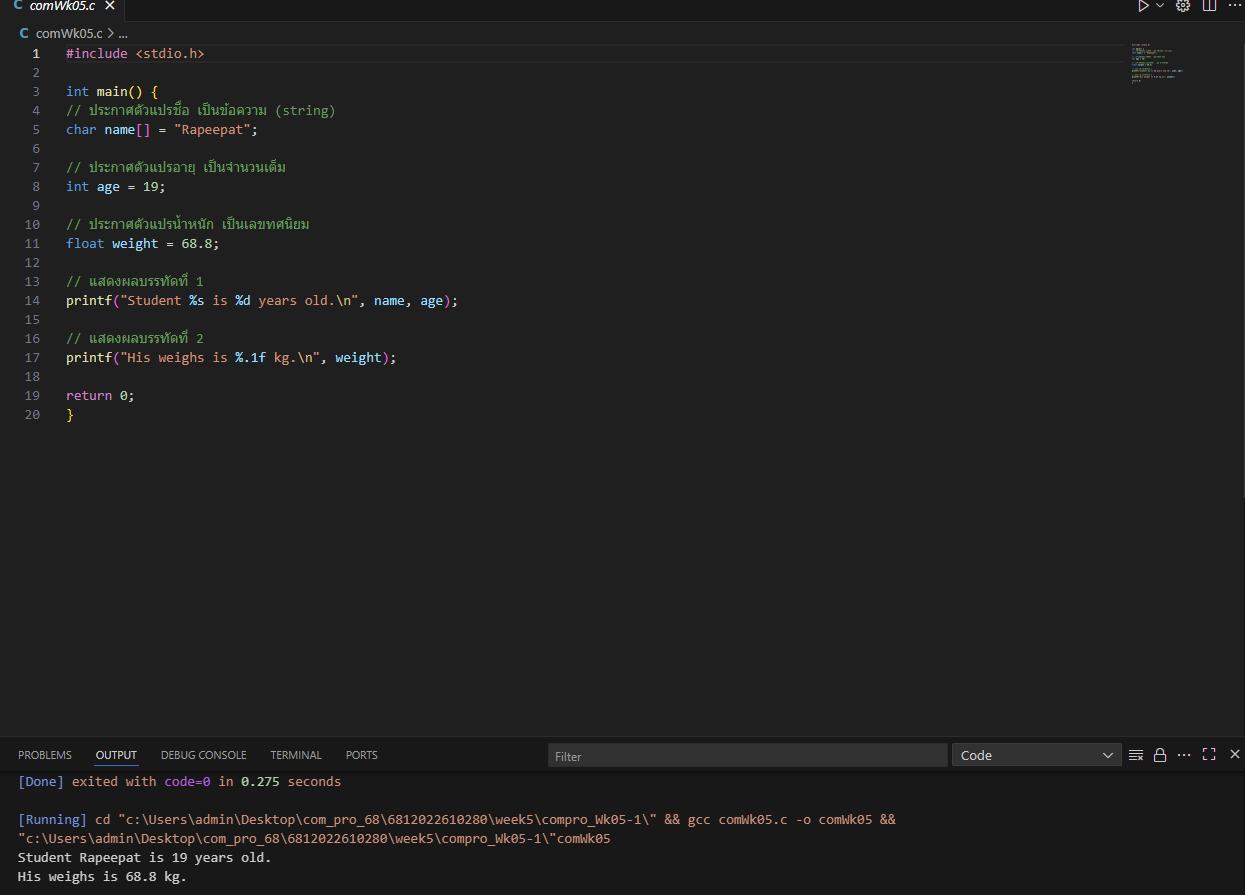 comWk05.c
comWk05.c > ...
1 #include <stdio.h>
2
3 int main() {
4 // ประกาศตัวแปรชื่อ เป็นข้อความ (string)
5 char name[] = "Rapeepat";
6
7 // ประกาศตัวแปรอายุ เป็นจำนวนเต็ม
8 int age = 19;
9
10 // ประกาศตัวแปรน้ำหนัก เป็นเลขทศนิยม
11 float weight = 68.8;
12
13 // แสดงผลบรรทัดที่ 1
14 printf("Student %s is %d years old.\n", name, age);
15
16 // แสดงผลบรรทัดที่ 2
17 printf("His weighs is %.1f kg.\n", weight);
18
19 return 0;
20 }
PROBLEMS OUTPUT DEBUG CONSOLE TERMINAL PORTS Filter Code
[Done] exited with code=0 in 0.275 seconds
[Running] cd "c:\Users\admin\Desktop\com_pro_68\6812022610280\week5\compro_Wk05-1\" && gcc comWk05.c -o comWk05 &&
"c:\Users\admin\Desktop\com_pro_68\6812022610280\week5\compro_Wk05-1\"comWk05
Student Rapeepat is 19 years old.
His weighs is 68.8 kg.